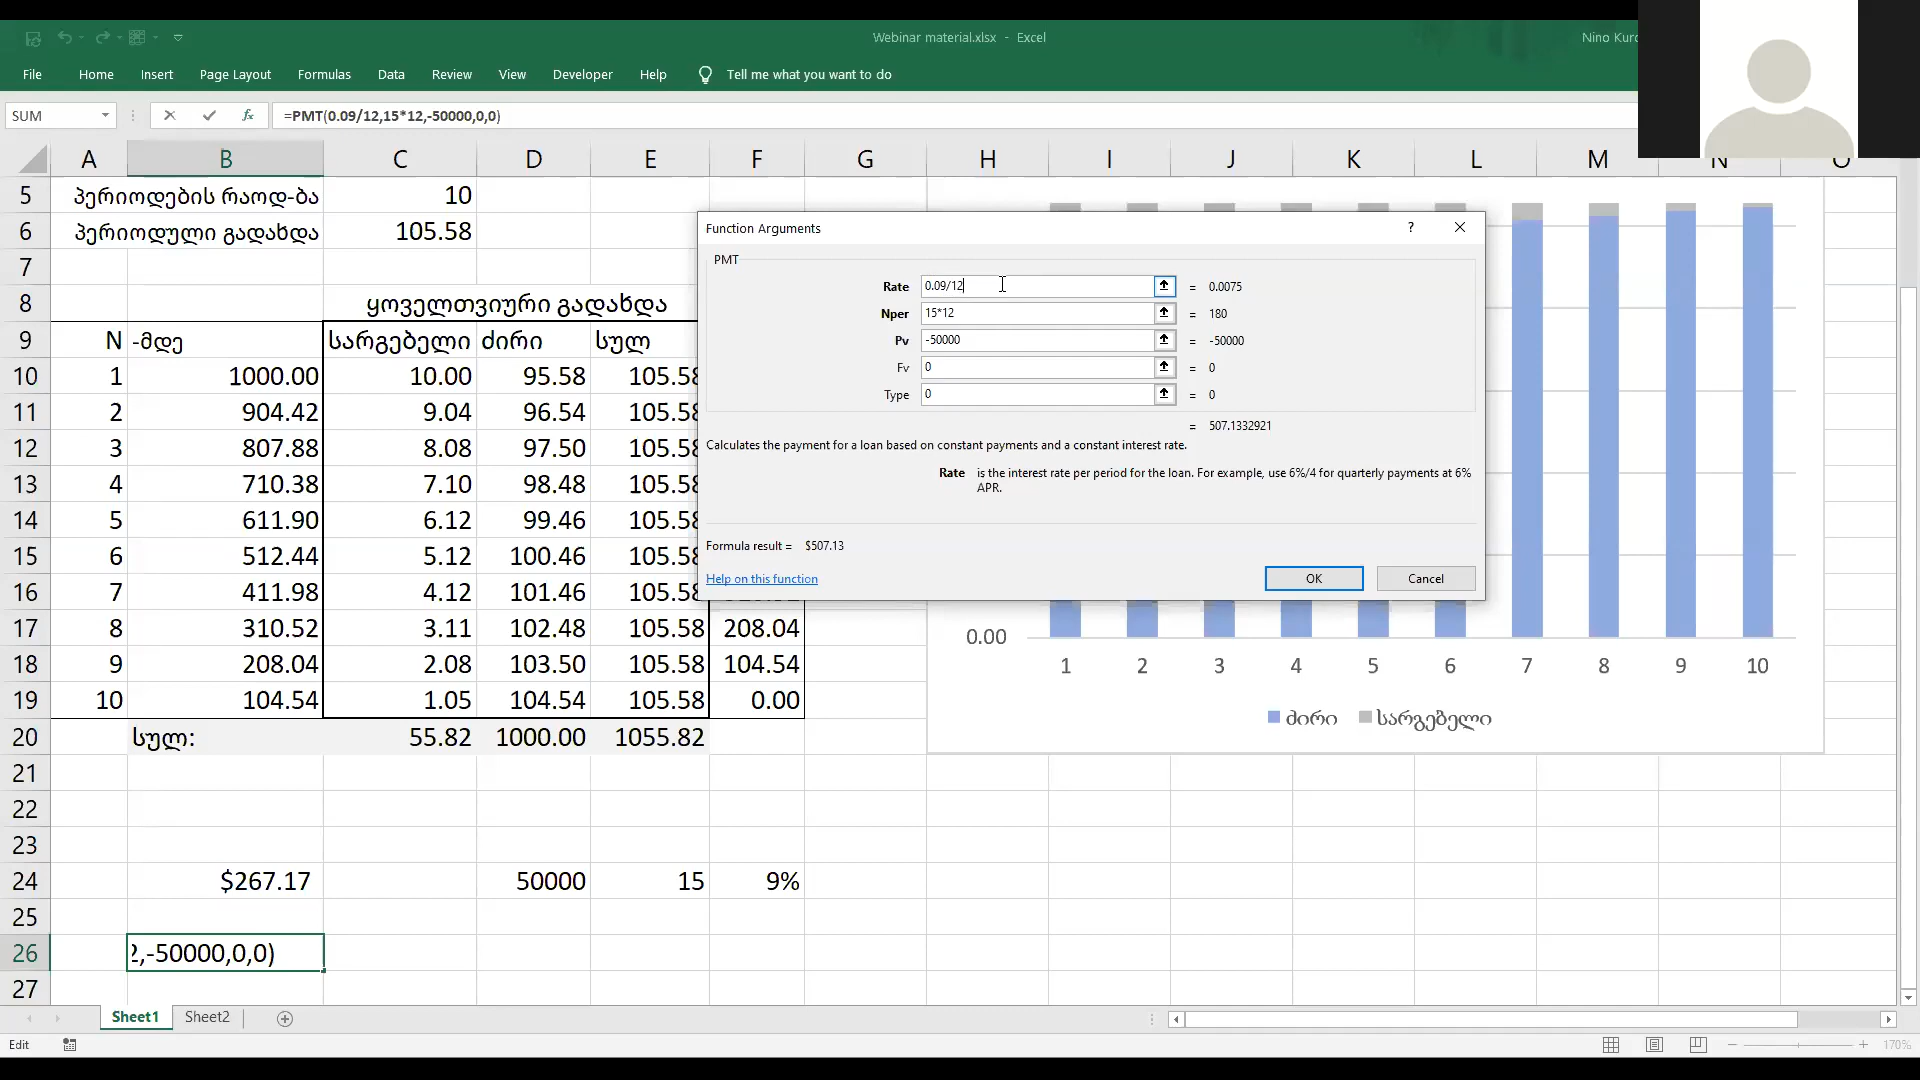 Webinar material.xlsx - Excel
Nino Kurc
File Home Insert Page Layout Formulas Data Review View Developer Help Tell me what you want to do
SUM =PMT(0.09/12,15*12,-50000,0,0)
A B C D E F G H I J K L M N O
5 პერიოდების რაოდ-ბა 10
6 პერიოდული გადახდა 105.58
7
8 ყოველთვიური გადახდა
9 N -მდე სარგებელი ძირი სულ
10 1 1000.00 10.00 95.58 105.58
11 2 904.42 9.04 96.54 105.58
12 3 807.88 8.08 97.50 105.58
13 4 710.38 7.10 98.48 105.58
14 5 611.90 6.12 99.46 105.58
15 6 512.44 5.12 100.46 105.58
16 7 411.98 4.12 101.46 105.58
17 8 310.52 3.11 102.48 105.58 208.04
18 9 208.04 2.08 103.50 105.58 104.54
19 10 104.54 1.05 104.54 105.58 0.00
20 სულ: 55.82 1000.00 1055.82
21
22
23
24 $267.17 50000 15 9%
25
26 2,-50000,0,0)
27
Function Arguments ?
PMT
Rate 0.09/12 = 0.0075
Nper 15*12 = 180
Pv -50000 = -50000
Fv 0 = 0
Type 0 = 0
= 507.1332921
Calculates the payment for a loan based on constant payments and a constant interest rate.
Rate is the interest rate per period for the loan. For example, use 6%/4 for quarterly payments at 6%
APR.
Formula result = $507.13
Help on this function
OK Cancel
0.00
1 2 3 4 5 6 7 8 9 10
ძირი სარგებელი
Sheet1 Sheet2
Edit 170%